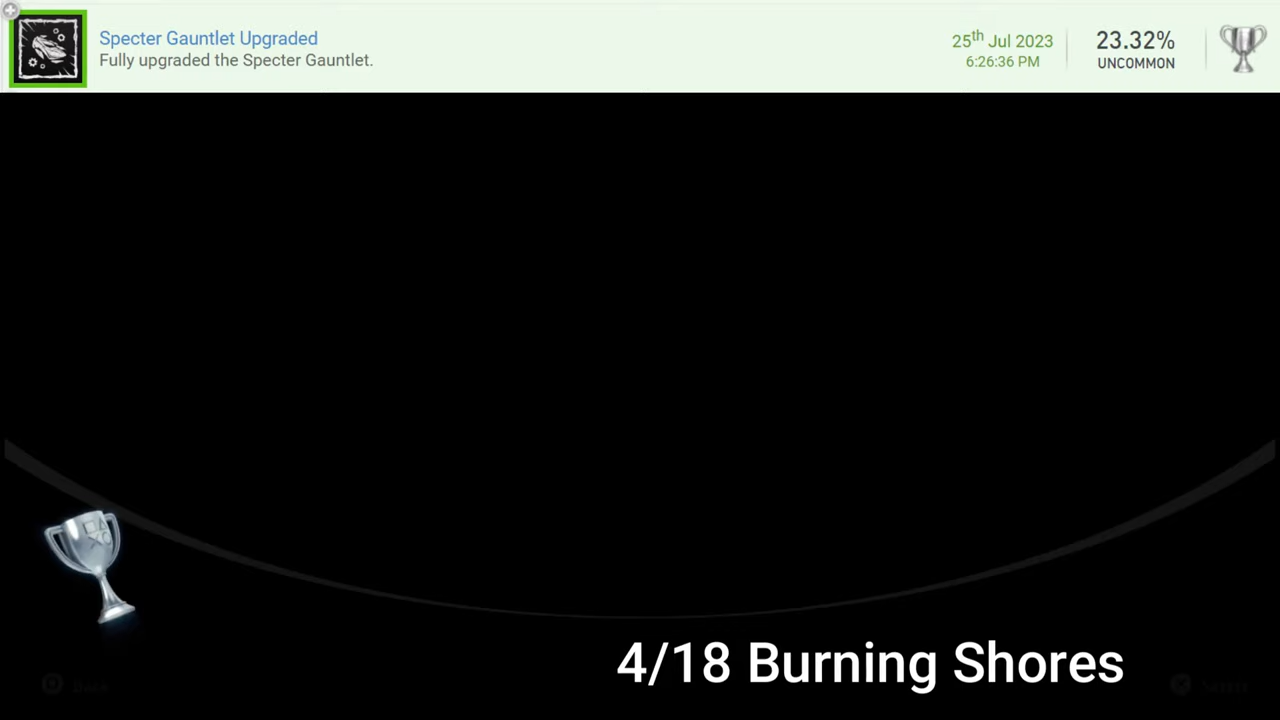 Specter Gauntlet Upgraded
Fully upgraded the Specter Gauntlet.
25th Jul 2023
6:26:36 PM
23.32%
UNCOMMON
4/18 Burning Shores
Back